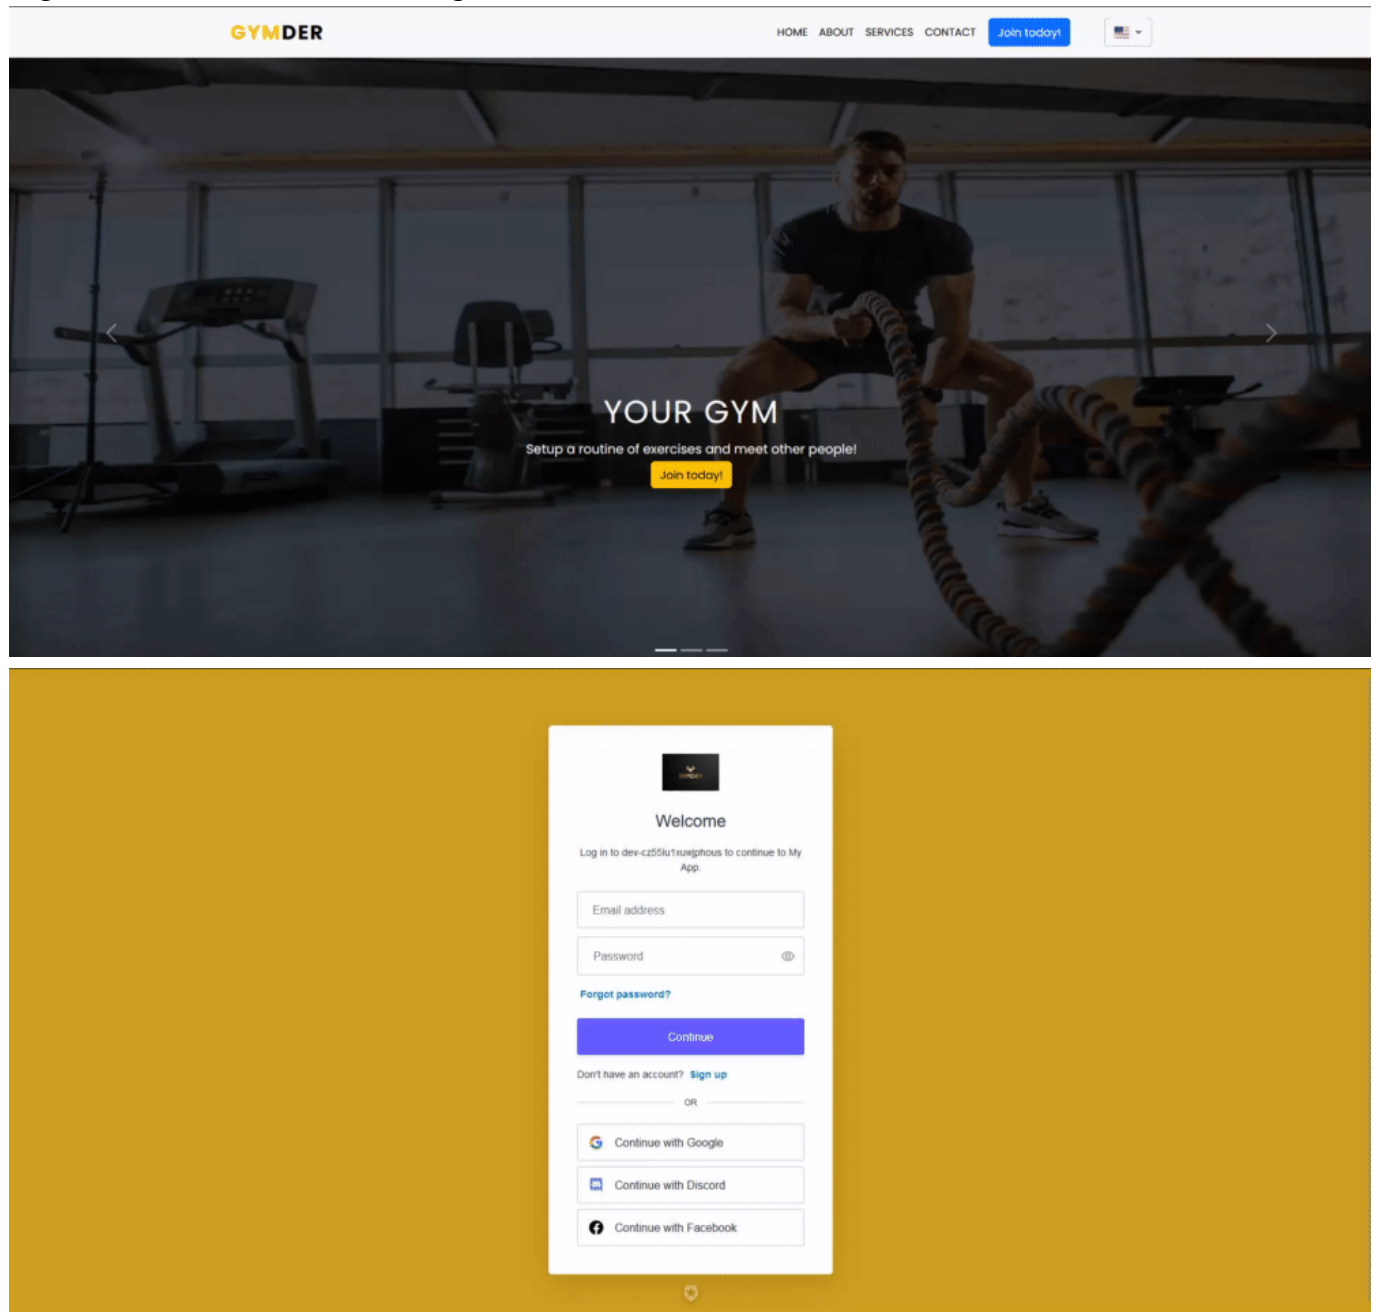 GYMDER
HOME ABOUT SERVICES CONTACT Join today!
YOUR GYM
Setup a routine of exercises and meet other people!
Join today!
Welcome
Log in to dev-cz55lu1xuwjphous to continue to My
App.
Email address
Password
Forgot password?
Continue
Don't have an account? Sign up
OR
Continue with Google
Continue with Discord
Continue with Facebook